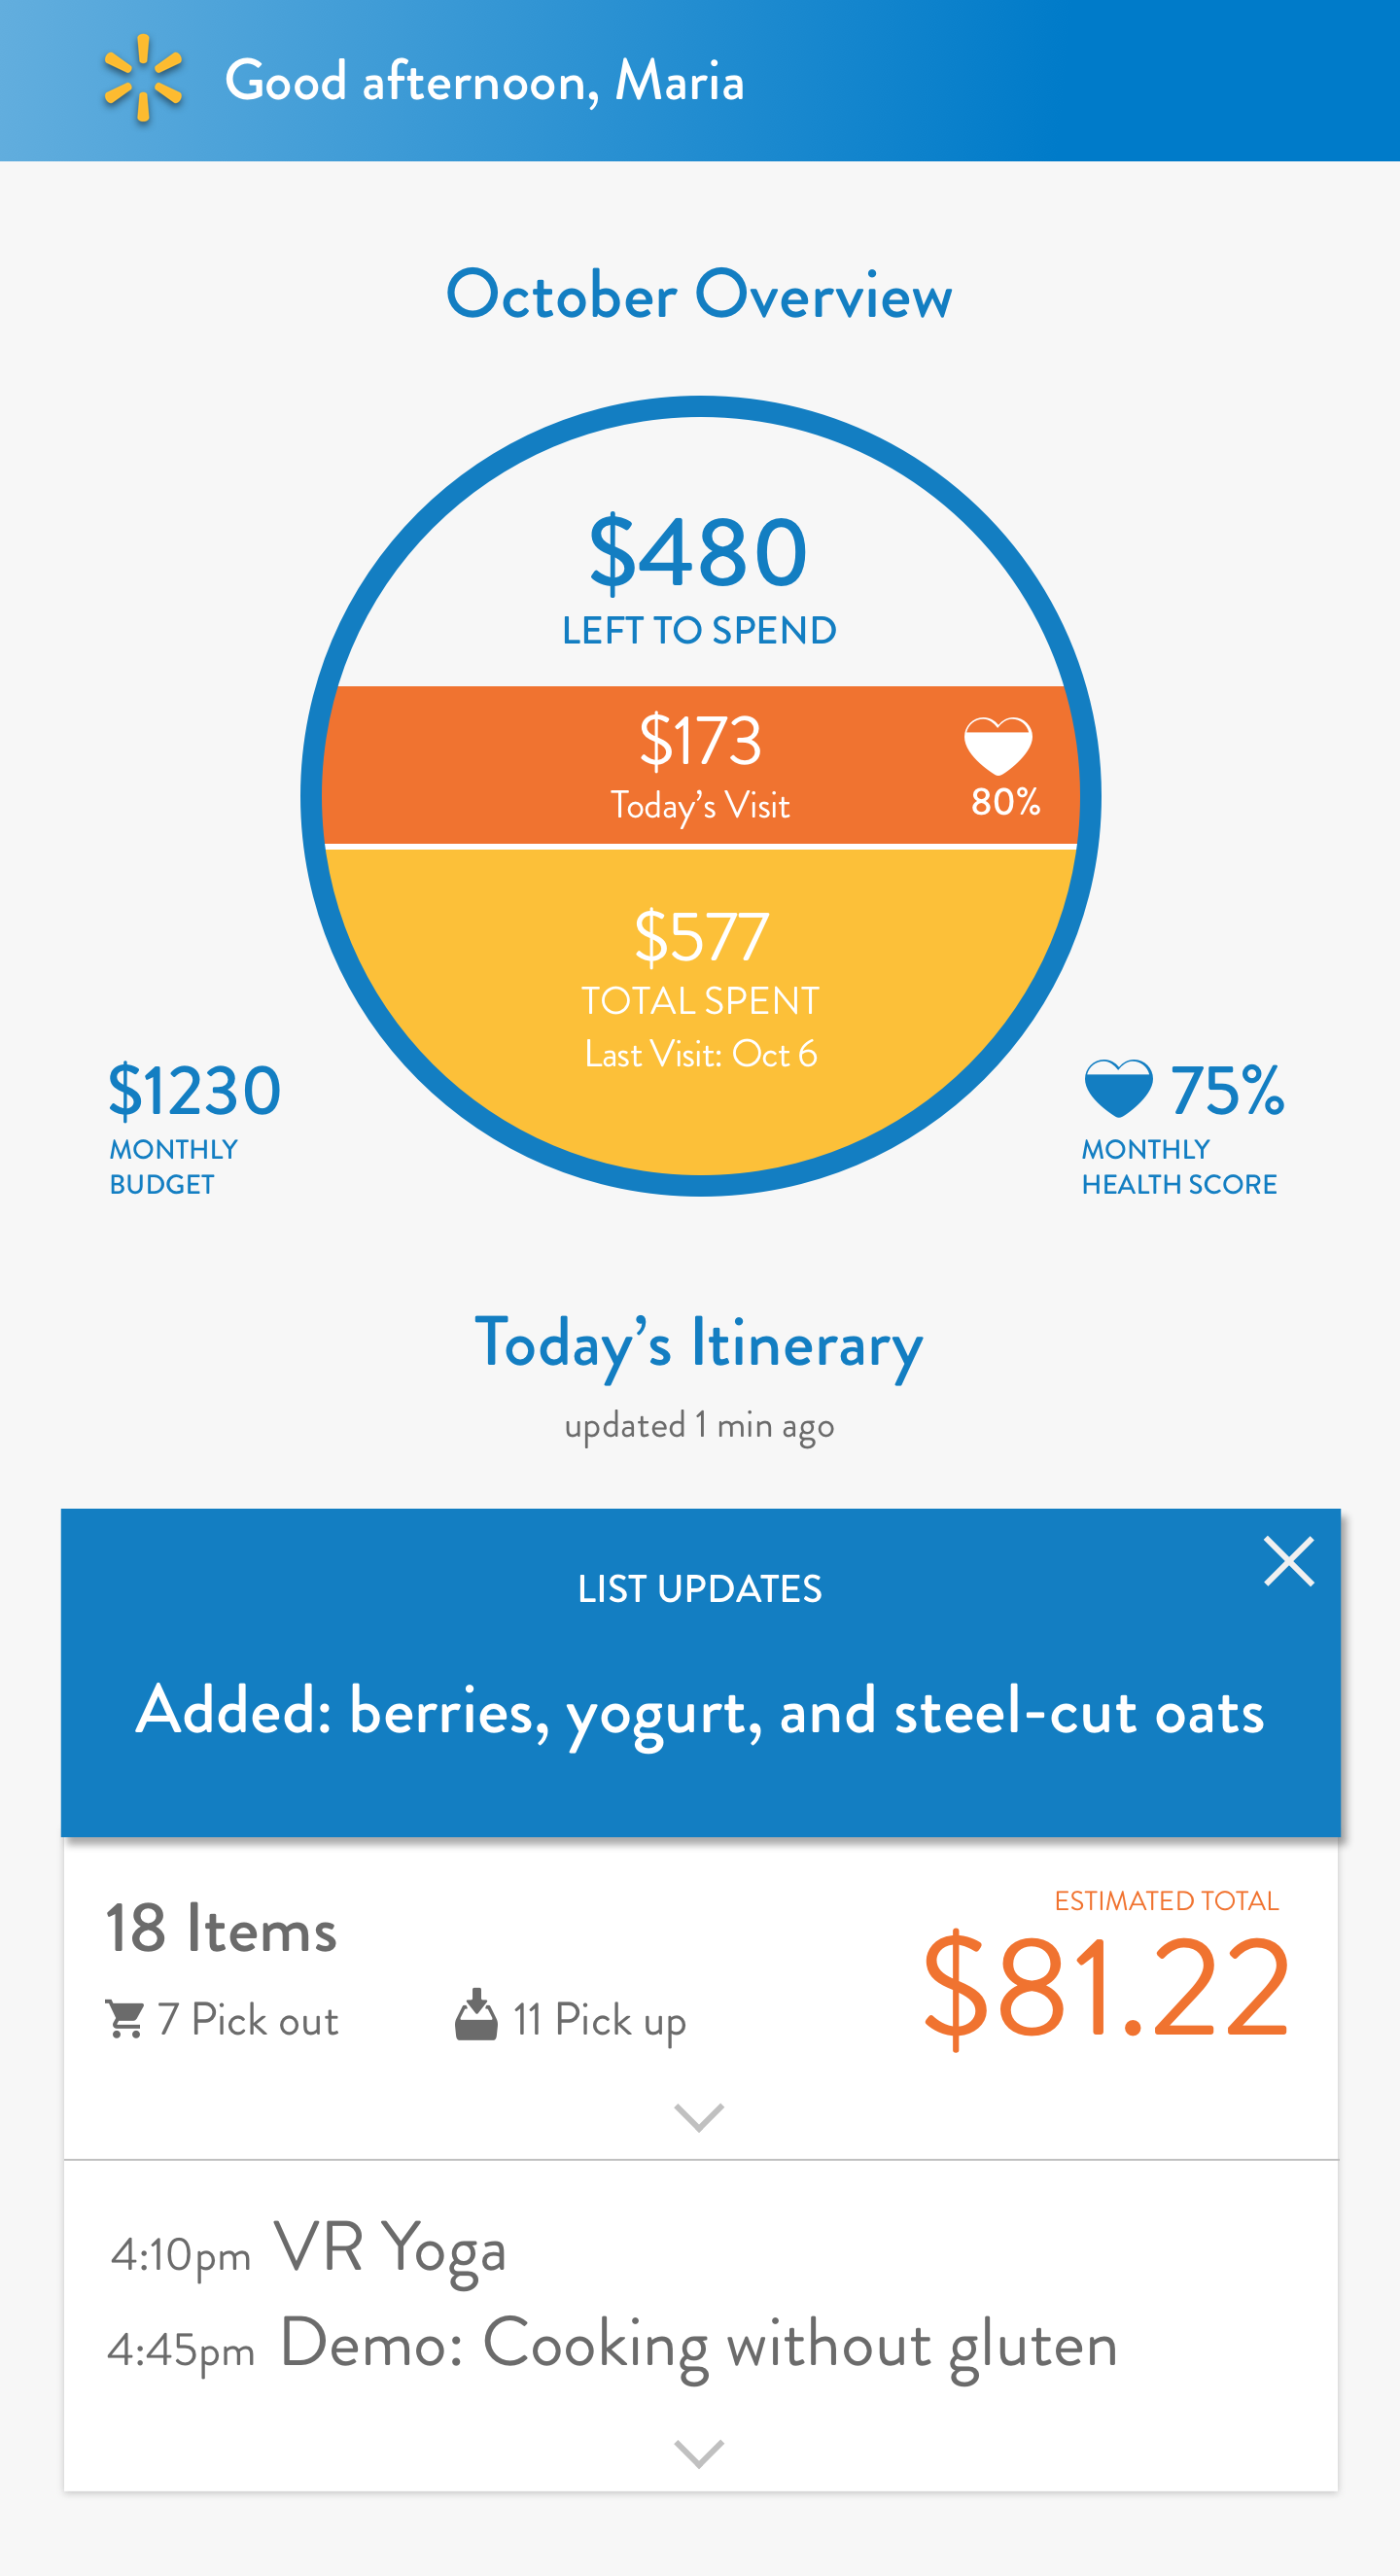 Good afternoon, Maria
October Overview
$480
LEFT TO SPEND
$173
Today's Visit
80%
$577
TOTAL SPENT
Last Visit: Oct 6
$1230
MONTHLY
BUDGET
75%
MONTHLY
HEALTH SCORE
Today's Itinerary
updated 1 min ago
LIST UPDATES
Added: berries, yogurt, and steel-cut oats
18 Items
7 Pick out
11 Pick up
ESTIMATED TOTAL
$81.22
4:10pm VR Yoga
4:45pm Demo: Cooking without gluten